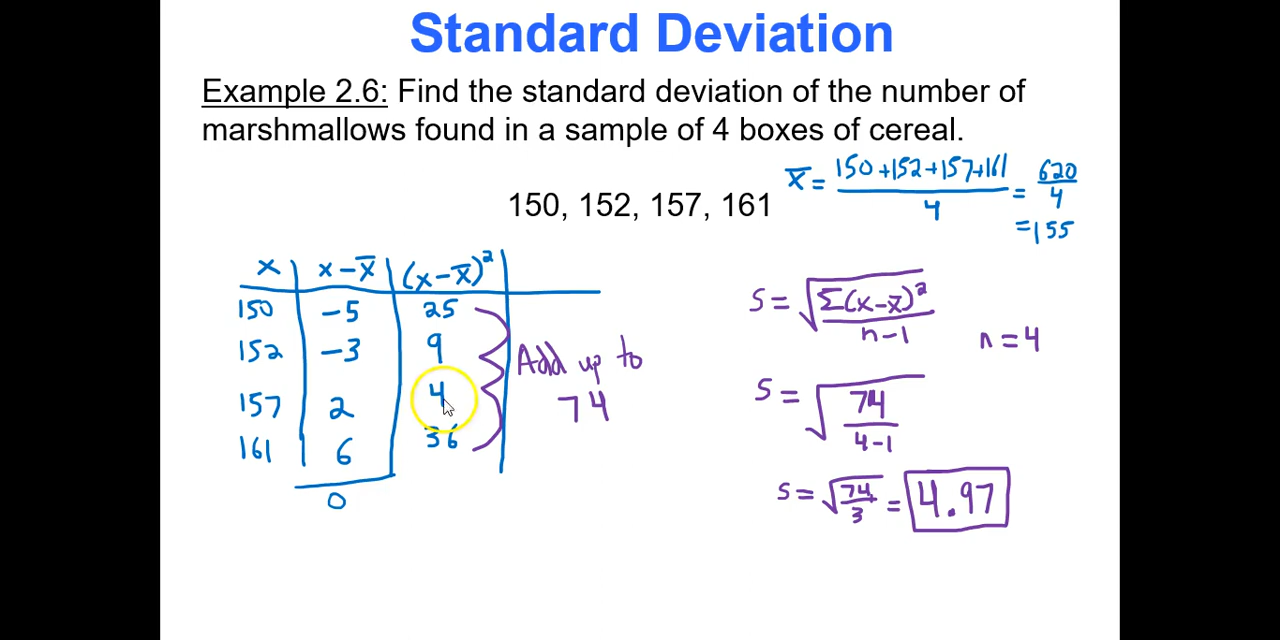 Standard Deviation
Example 2.6: Find the standard deviation of the number of
marshmallows found in a sample of 4 boxes of cereal.
150, 152, 157, 161
x̅ = (150+152+157+161)/4 = 620/4
=155
x | x-x̅ | (x-x̅)²
150 | -5 | 25
152 | -3 | 9
157 | 2 | 4
161 | 6 | 36
0
Add up to
74
S = √(Σ(x-x̅)²/(n-1))
n=4
S = √(74/(4-1))
S = √(74/3) = 4.97